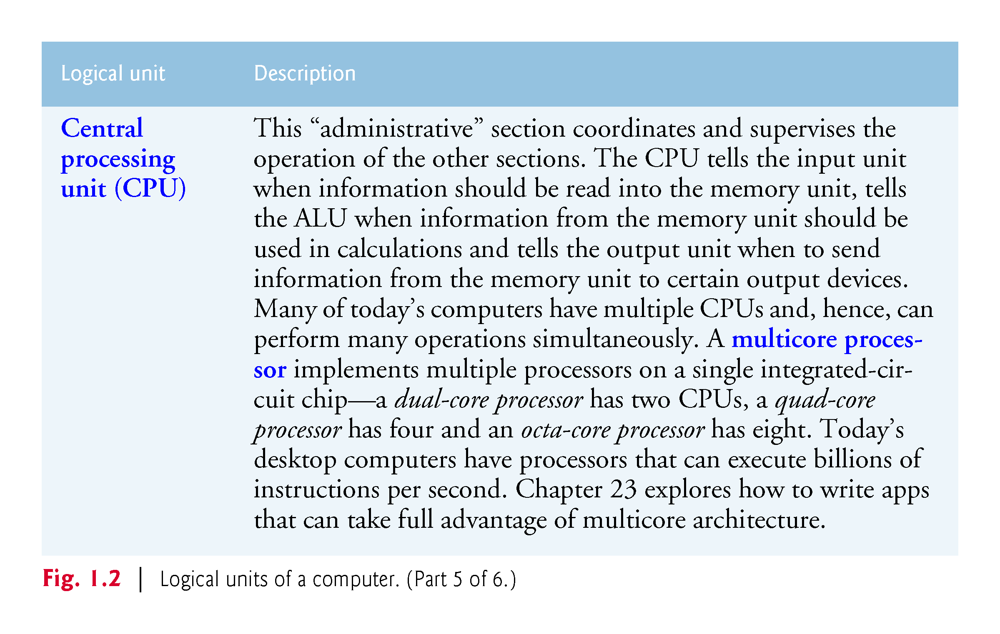 Logical unit Description
Central
processing
unit (CPU)
This “administrative” section coordinates and supervises the
operation of the other sections. The CPU tells the input unit
when information should be read into the memory unit, tells
the ALU when information from the memory unit should be
used in calculations and tells the output unit when to send
information from the memory unit to certain output devices.
Many of today’s computers have multiple CPUs and, hence, can
perform many operations simultaneously. A multicore proces-
sor implements multiple processors on a single integrated-cir-
cuit chip—a dual-core processor has two CPUs, a quad-core
processor has four and an octa-core processor has eight. Today’s
desktop computers have processors that can execute billions of
instructions per second. Chapter 23 explores how to write apps
that can take full advantage of multicore architecture.
Fig. 1.2 | Logical units of a computer. (Part 5 of 6.)